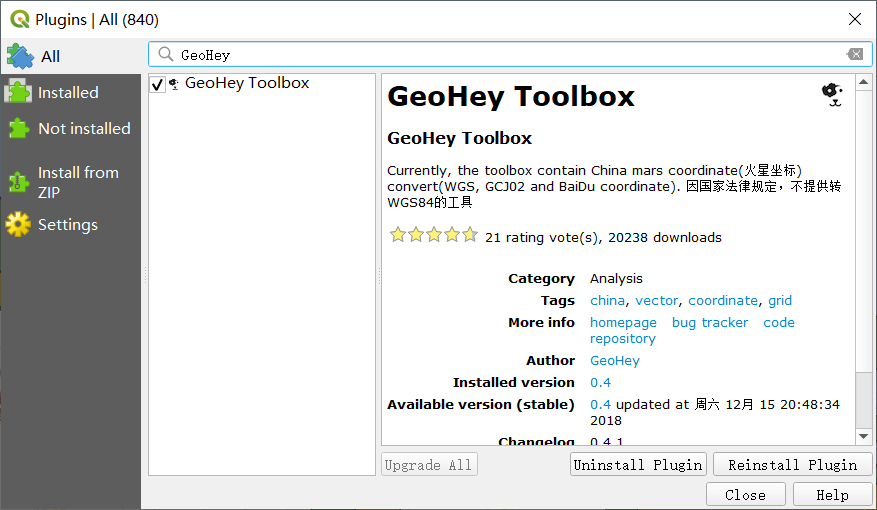 Plugins | All (840)
All
GeoHey
Installed
Not installed
Install from
ZIP
Settings
GeoHey Toolbox
GeoHey Toolbox
GeoHey Toolbox
Currently, the toolbox contain China mars coordinate(火星坐标)
convert(WGS, GCJ02 and BaiDu coordinate). 因国家法律规定，不提供转
WGS84的工具
21 rating vote(s), 20238 downloads
Category Analysis
Tags china, vector, coordinate, grid
More info homepage bug tracker code
repository
Author GeoHey
Installed version 0.4
Available version (stable) 0.4 updated at 周六 12月 15 20:48:34
2018
Changelog 0.4.1
Upgrade All
Uninstall Plugin
Reinstall Plugin
Close
Help